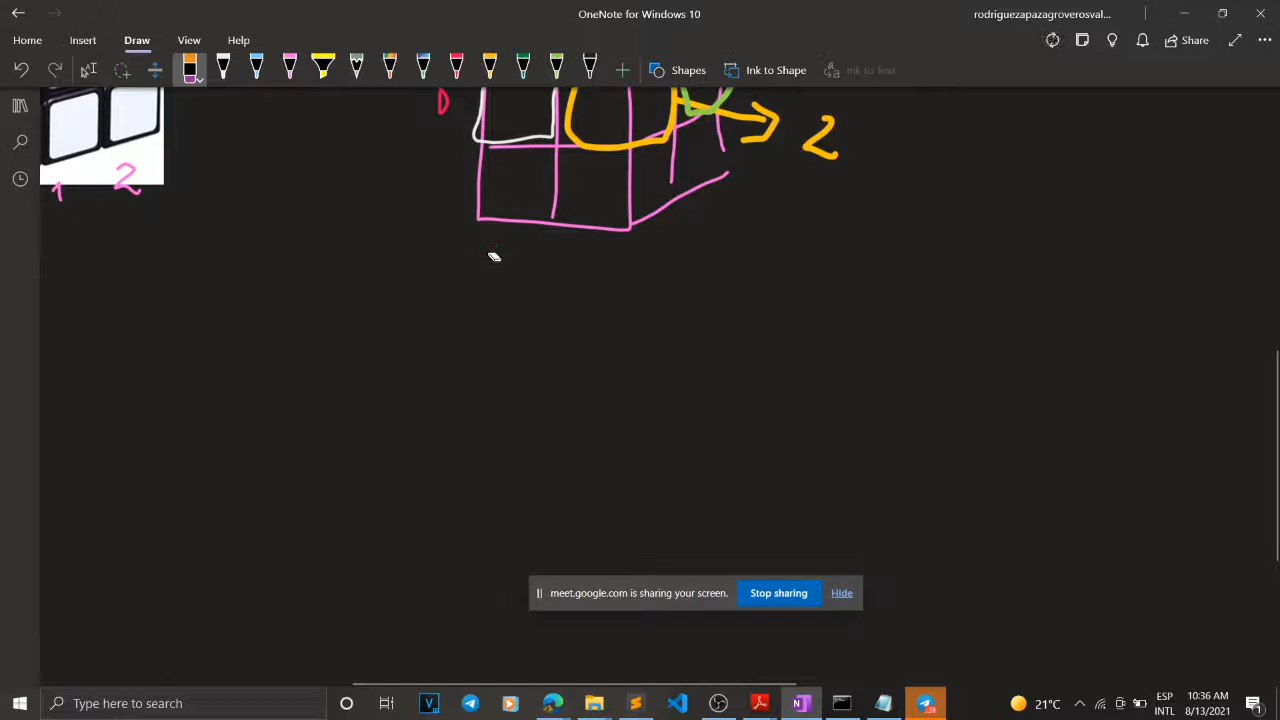 OneNote for Windows 10
rodriguezapazagroverosval...
Home
Insert
Draw
View
Help
Share
Shapes
Ink to Shape
Ink to Text
D
2
1
2
meet.google.com is sharing your screen.
Stop sharing
Hide
Type here to search
21°C
ESP
INTL
10:36 AM
8/13/2021